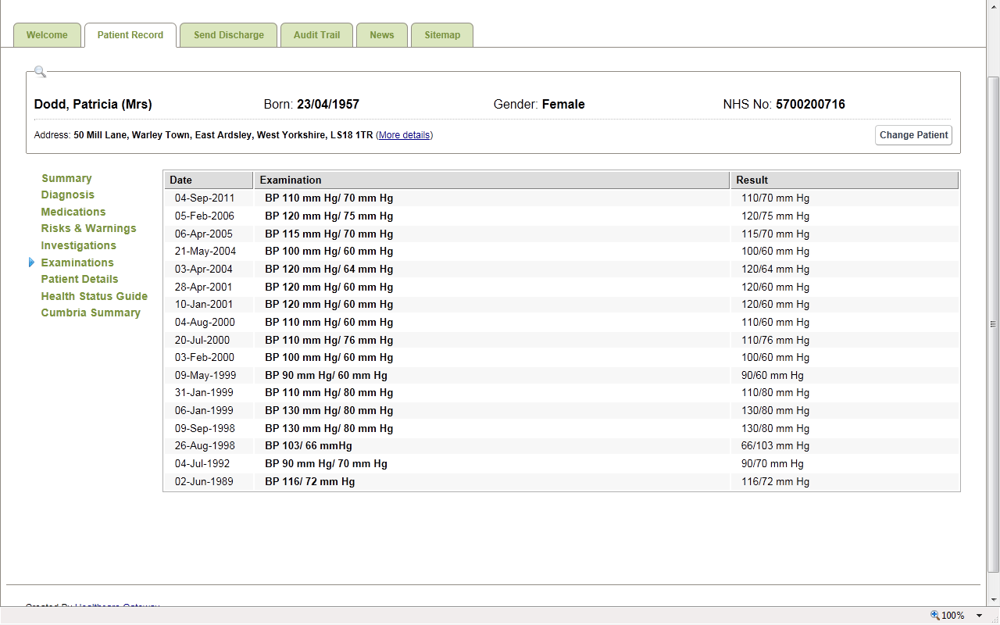 Welcome Patient Record Send Discharge Audit Trail News Sitemap
Dodd, Patricia (Mrs) Born: 23/04/1957 Gender: Female NHS No: 5700200716
Address: 50 Mill Lane, Warley Town, East Ardsley, West Yorkshire, LS18 1TR (More details) Change Patient
Summary
Diagnosis
Medications
Risks & Warnings
Investigations
Examinations
Patient Details
Health Status Guide
Cumbria Summary
Date Examination Result
04-Sep-2011 BP 110 mm Hg/ 70 mm Hg 110/70 mm Hg
05-Feb-2006 BP 120 mm Hg/ 75 mm Hg 120/75 mm Hg
06-Apr-2005 BP 115 mm Hg/ 70 mm Hg 115/70 mm Hg
21-May-2004 BP 100 mm Hg/ 60 mm Hg 100/60 mm Hg
03-Apr-2004 BP 120 mm Hg/ 64 mm Hg 120/64 mm Hg
28-Apr-2001 BP 120 mm Hg/ 60 mm Hg 120/60 mm Hg
10-Jan-2001 BP 120 mm Hg/ 60 mm Hg 120/60 mm Hg
04-Aug-2000 BP 110 mm Hg/ 60 mm Hg 110/60 mm Hg
20-Jul-2000 BP 110 mm Hg/ 76 mm Hg 110/76 mm Hg
03-Feb-2000 BP 100 mm Hg/ 60 mm Hg 100/60 mm Hg
09-May-1999 BP 90 mm Hg/ 60 mm Hg 90/60 mm Hg
31-Jan-1999 BP 110 mm Hg/ 80 mm Hg 110/80 mm Hg
06-Jan-1999 BP 130 mm Hg/ 80 mm Hg 130/80 mm Hg
09-Sep-1998 BP 130 mm Hg/ 80 mm Hg 130/80 mm Hg
26-Aug-1998 BP 103/ 66 mmHg 66/103 mm Hg
04-Jul-1992 BP 90 mm Hg/ 70 mm Hg 90/70 mm Hg
02-Jun-1989 BP 116/ 72 mm Hg 116/72 mm Hg
Created By Healthcare Gateway
100%